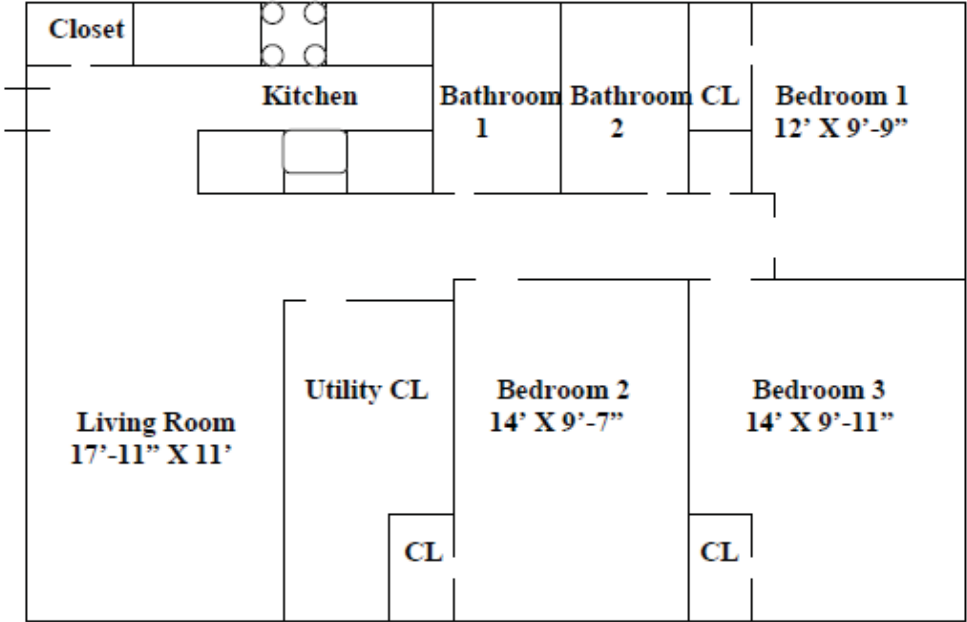 Closet
Kitchen
Bathroom
1
Bathroom
2
CL
Bedroom 1
12’ X 9’-9”
Living Room
17’-11” X 11’
Utility CL
CL
Bedroom 2
14’ X 9’-7”
CL
Bedroom 3
14’ X 9’-11”